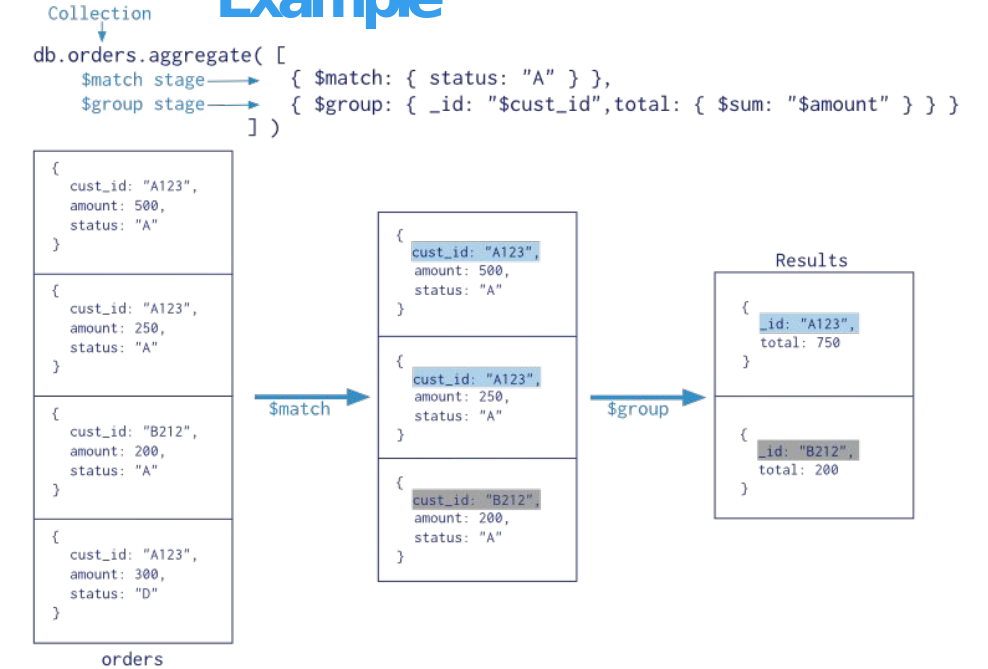 Example
Collection
db.orders.aggregate( [
$match stage { $match: { status: "A" } },
$group stage { $group: { _id: "$cust_id",total: { $sum: "$amount" } } }
] )
{
cust_id: "A123",
amount: 500,
status: "A"
}
{
cust_id: "A123",
amount: 250,
status: "A"
}
{
cust_id: "B212",
amount: 200,
status: "A"
}
{
cust_id: "A123",
amount: 300,
status: "D"
}
orders
$match
{
cust_id: "A123",
amount: 500,
status: "A"
}
{
cust_id: "A123",
amount: 250,
status: "A"
}
{
cust_id: "B212",
amount: 200,
status: "A"
}
$group
Results
{
_id: "A123",
total: 750
}
{
_id: "B212",
total: 200
}